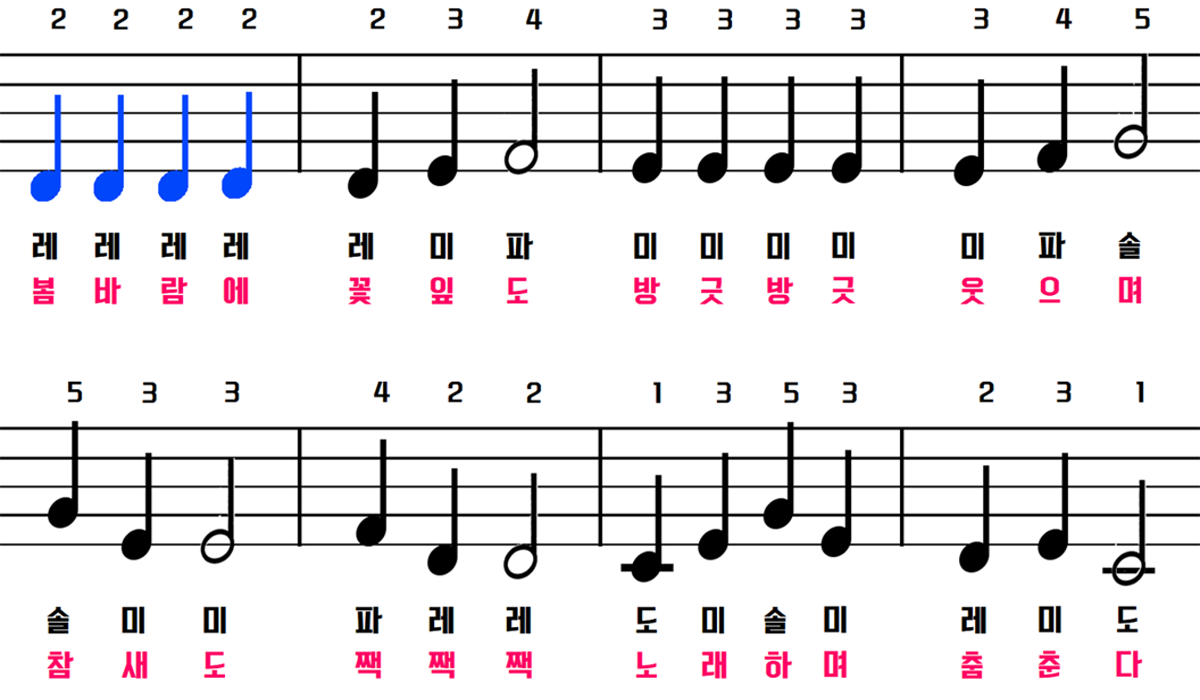 2 2 2 2 2 3 4 3 3 3 3 3 4 5
레 레 레 레 레 미 파 미 미 미 미 미 파 솔
봄 바 람 에 꽃 잎 도 방 긋 방 긋 웃 으 며
5 3 3 4 2 2 1 3 5 3 2 3 1
솔 미 미 파 레 레 도 미 솔 미 레 미 도
참 새 도 짹 짹 짹 노 래 하 며 춤 춘 다